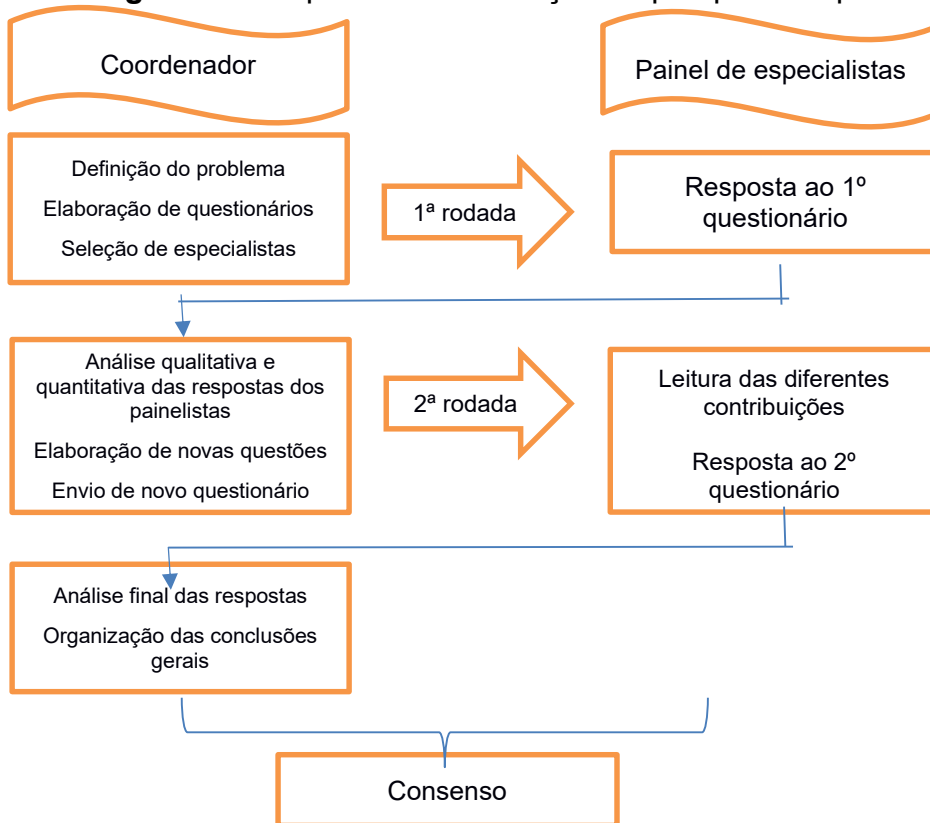 Coordenador
Painel de especialistas
Definição do problema
Elaboração de questionários
Seleção de especialistas
1ª rodada
Resposta ao 1º
questionário
Análise qualitativa e
quantitativa das respostas dos
painelistas
Elaboração de novas questões
Envio de novo questionário
2ª rodada
Leitura das diferentes
contribuições
Resposta ao 2º
questionário
Análise final das respostas
Organização das conclusões
gerais
Consenso